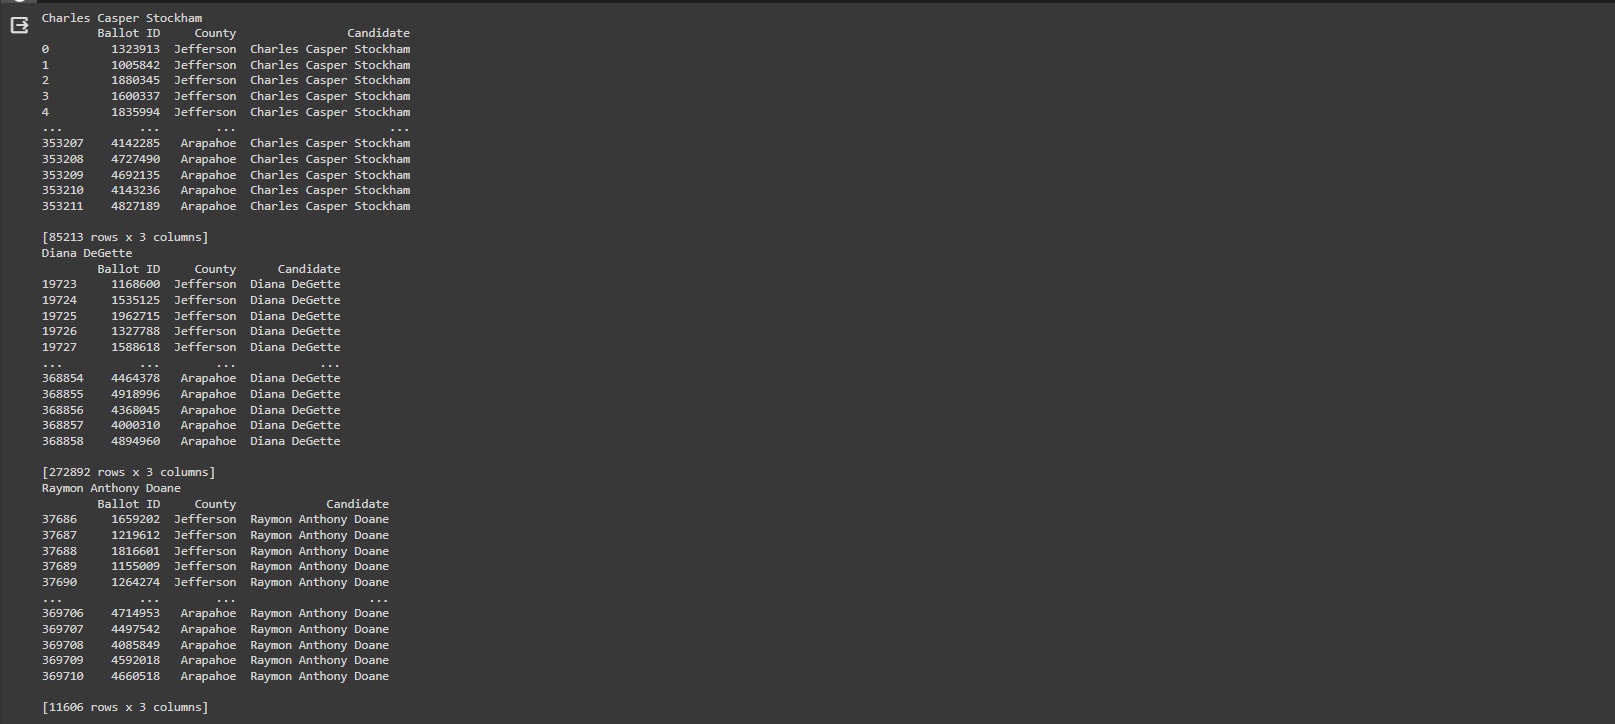 Charles Casper Stockham
        Ballot ID     County                Candidate
0         1323913  Jefferson  Charles Casper Stockham
1         1005842  Jefferson  Charles Casper Stockham
2         1880345  Jefferson  Charles Casper Stockham
3         1600337  Jefferson  Charles Casper Stockham
4         1835994  Jefferson  Charles Casper Stockham
...           ...        ...                      ...
353207    4142285   Arapahoe  Charles Casper Stockham
353208    4727490   Arapahoe  Charles Casper Stockham
353209    4692135   Arapahoe  Charles Casper Stockham
353210    4143236   Arapahoe  Charles Casper Stockham
353211    4827189   Arapahoe  Charles Casper Stockham
[85213 rows x 3 columns]
Diana DeGette
        Ballot ID     County      Candidate
19723     1168600  Jefferson  Diana DeGette
19724     1535125  Jefferson  Diana DeGette
19725     1962715  Jefferson  Diana DeGette
19726     1327788  Jefferson  Diana DeGette
19727     1588618  Jefferson  Diana DeGette
...           ...        ...            ...
368854    4464378   Arapahoe  Diana DeGette
368855    4918996   Arapahoe  Diana DeGette
368856    4368045   Arapahoe  Diana DeGette
368857    4000310   Arapahoe  Diana DeGette
368858    4894960   Arapahoe  Diana DeGette
[272892 rows x 3 columns]
Raymon Anthony Doane
        Ballot ID     County             Candidate
37686     1659202  Jefferson  Raymon Anthony Doane
37687     1219612  Jefferson  Raymon Anthony Doane
37688     1816601  Jefferson  Raymon Anthony Doane
37689     1155009  Jefferson  Raymon Anthony Doane
37690     1264274  Jefferson  Raymon Anthony Doane
...           ...        ...                   ...
369706    4714953   Arapahoe  Raymon Anthony Doane
369707    4497542   Arapahoe  Raymon Anthony Doane
369708    4085849   Arapahoe  Raymon Anthony Doane
369709    4592018   Arapahoe  Raymon Anthony Doane
369710    4660518   Arapahoe  Raymon Anthony Doane
[11606 rows x 3 columns]